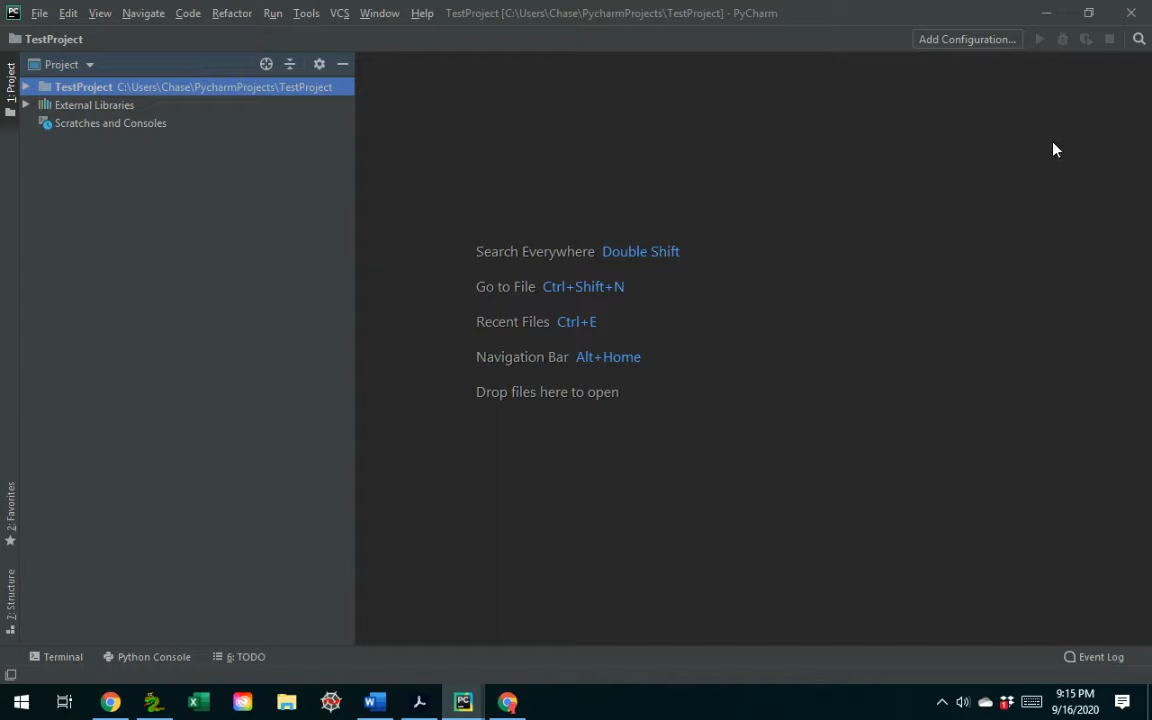 PC File Edit View Navigate Code Refactor Run Tools VCS Window Help TestProject [C:\Users\Chase\PycharmProjects\TestProject] - PyCharm
TestProject Add Configuration...
1: Project
Project
TestProject C:\Users\Chase\PycharmProjects\TestProject
External Libraries
Scratches and Consoles
Search Everywhere Double Shift
Go to File Ctrl+Shift+N
Recent Files Ctrl+E
Navigation Bar Alt+Home
Drop files here to open
2: Favorites
7: Structure
Terminal Python Console 6: TODO Event Log
PC
9:15 PM
9/16/2020